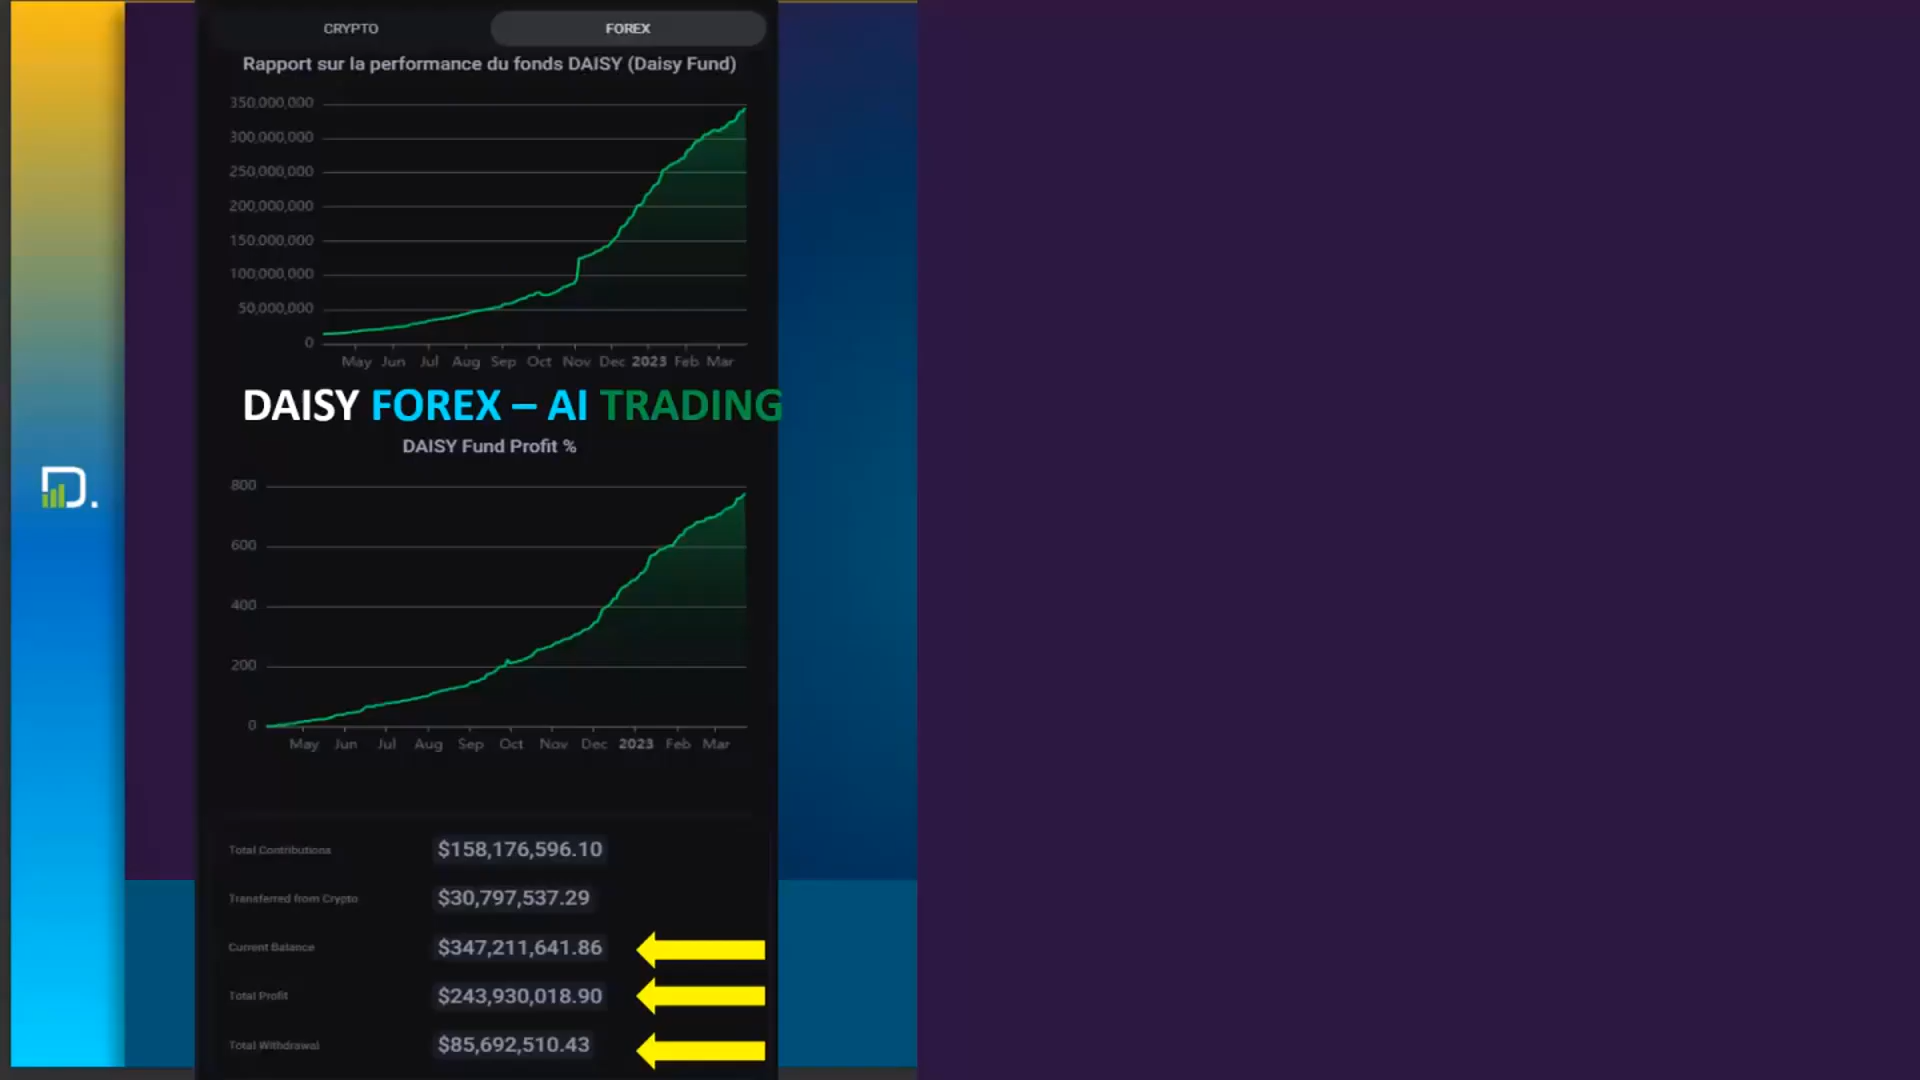 CRYPTO FOREX
Rapport sur la performance du fonds DAISY (Daisy Fund)
350,000,000
300,000,000
250,000,000
200,000,000
150,000,000
100,000,000
50,000,000
0
May Jun Jul Aug Sep Oct Nov Dec 2023 Feb Mar
DAISY FOREX – AI TRADING
DAISY Fund Profit %
800
600
400
200
0
May Jun Jul Aug Sep Oct Nov Dec 2023 Feb Mar
D.
Total Contributions $158,176,596.10
Transferred from Crypto $30,797,537.29
Current Balance $347,211,641.86
Total Profit $243,930,018.90
Total Withdrawal $85,692,510.43